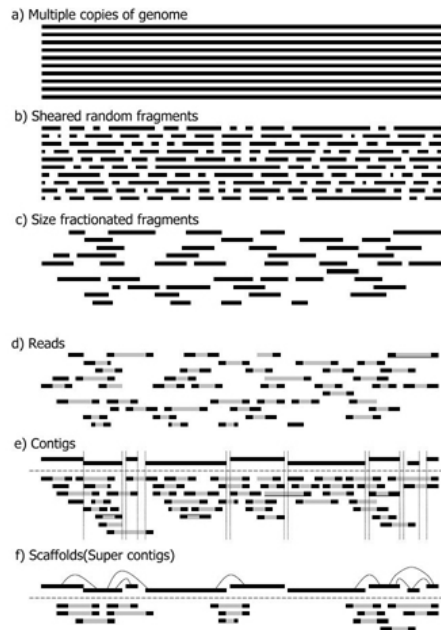 a) Multiple copies of genome
b) Sheared random fragments
c) Size fractionated fragments
d) Reads
e) Contigs
f) Scaffolds(Super contigs)